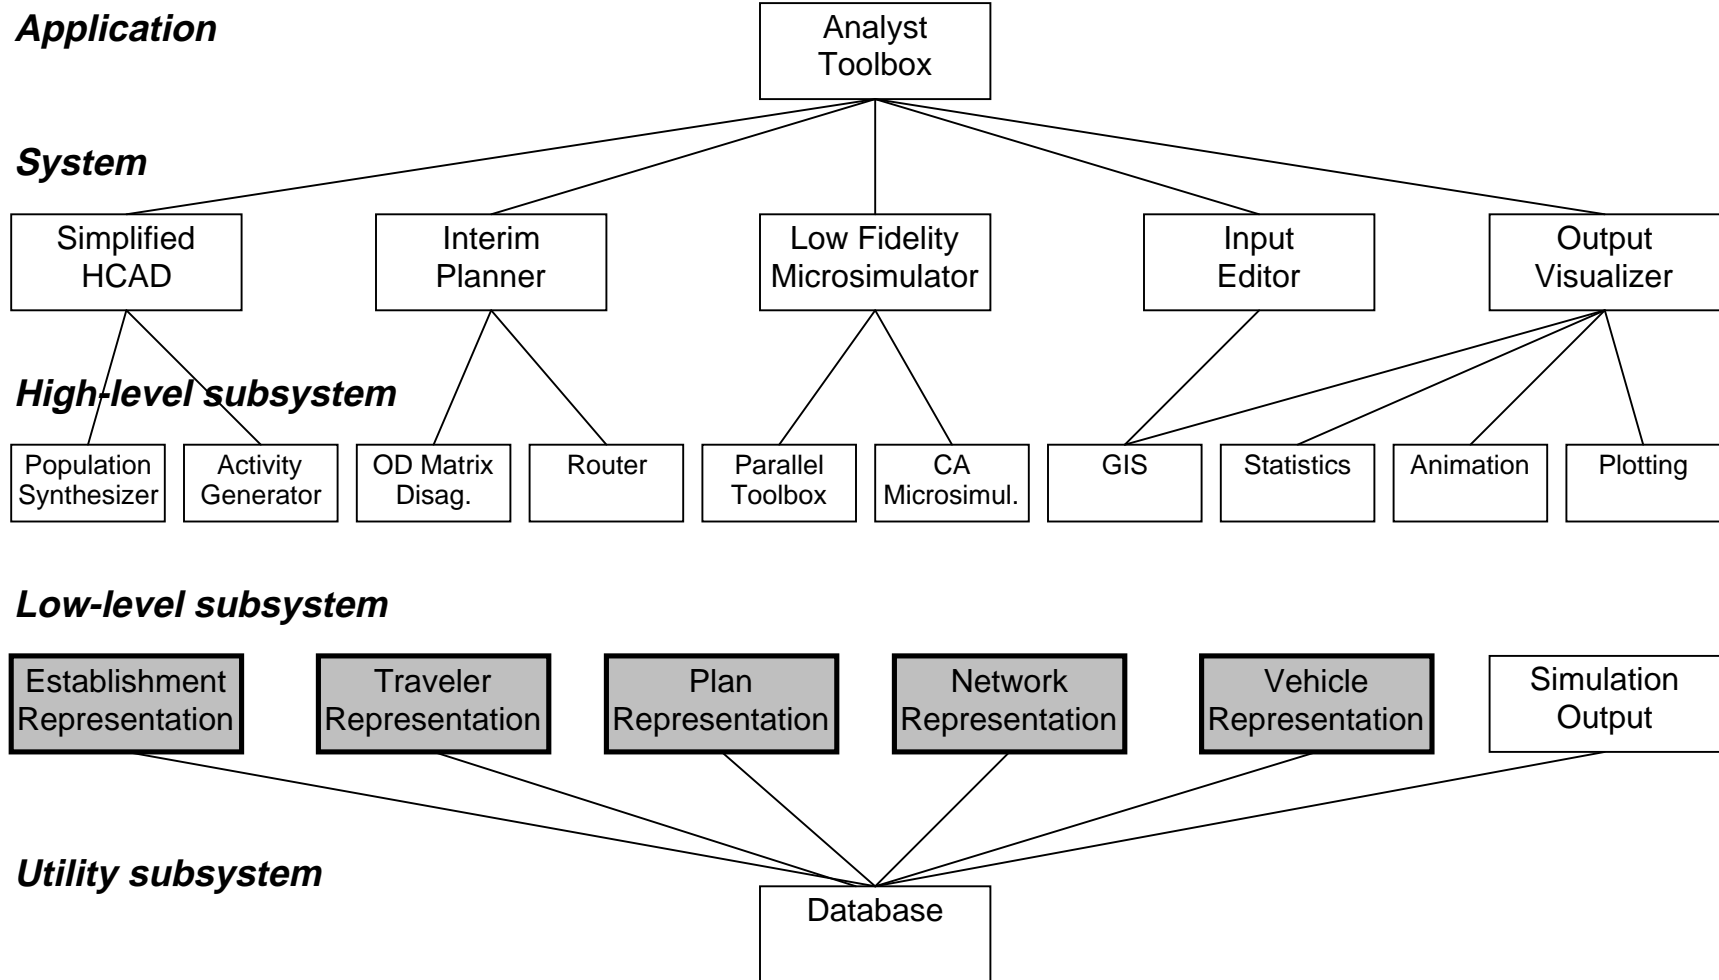 Application
Analyst
Toolbox
System
Simplified
HCAD
Interim
Planner
Low Fidelity
Microsimulator
Input
Editor
Output
Visualizer
High-level subsystem
Population
Synthesizer
Activity
Generator
OD Matrix
Disag.
Router
Parallel
Toolbox
CA
Microsimul.
GIS
Statistics
Animation
Plotting
Low-level subsystem
Establishment
Representation
Traveler
Representation
Plan
Representation
Network
Representation
Vehicle
Representation
Simulation
Output
Utility subsystem
Database